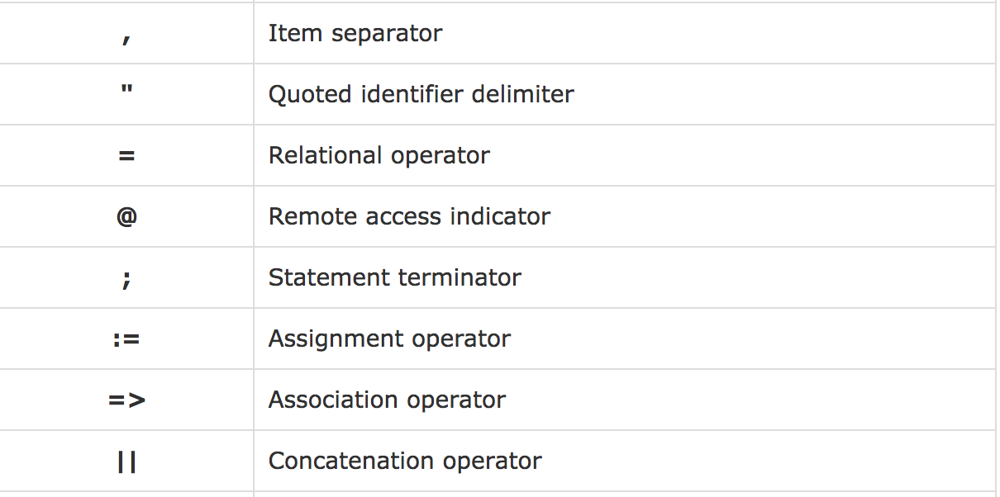 , Item separator
" Quoted identifier delimiter
= Relational operator
@ Remote access indicator
; Statement terminator
:= Assignment operator
=> Association operator
|| Concatenation operator